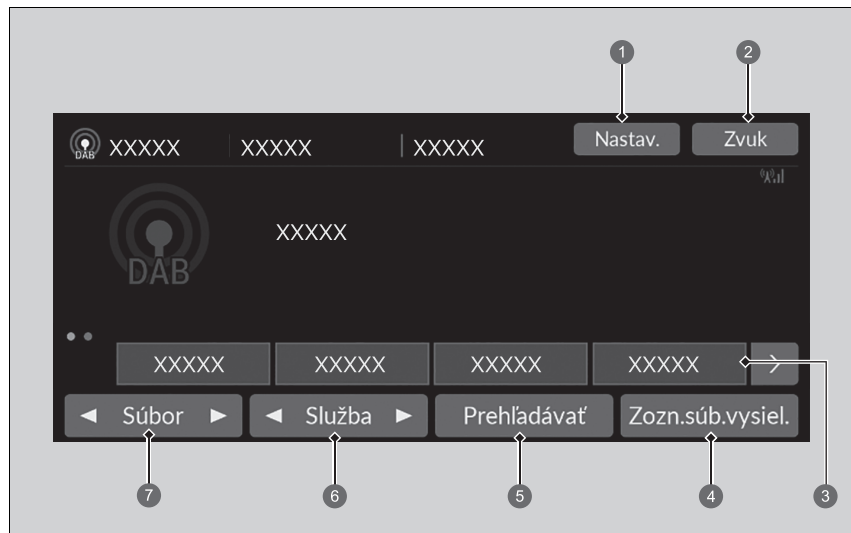 1 2
DAB XXXXX XXXXX XXXXX Nastav. Zvuk
XXXXX
DAB
XXXXX XXXXX XXXXX XXXXX >
◄ Súbor ► ◄ Služba ► Prehľadávať Zozn.súb.vysiel.
7 6 5 4 3